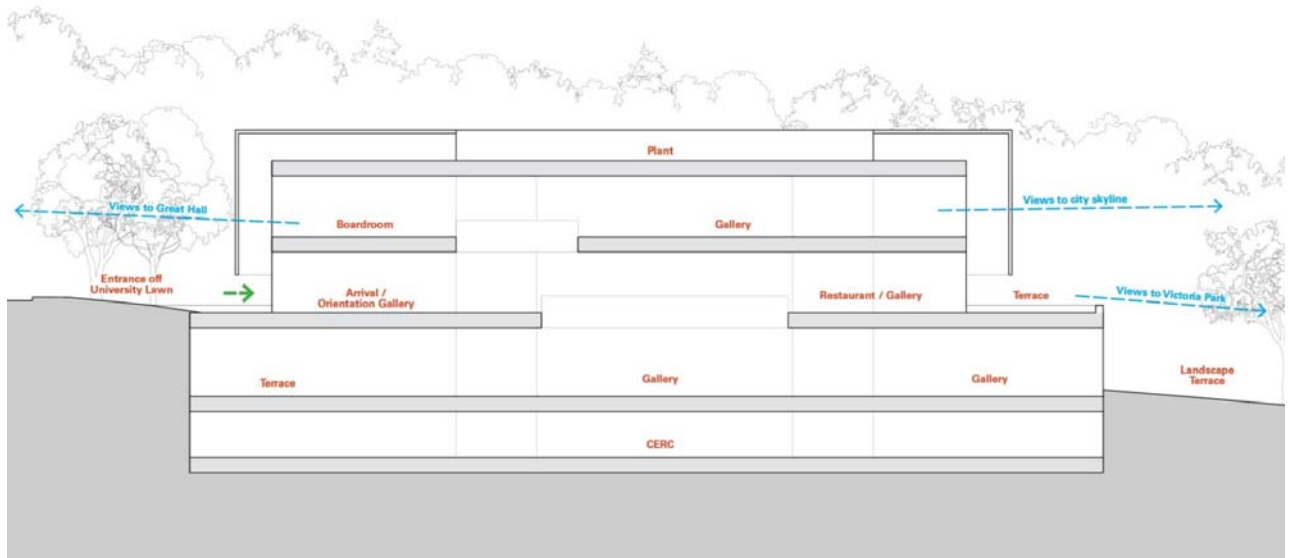 Plant
Views to Great Hall
Views to city skyline
Boardroom
Gallery
Entrance off
University Lawn
Arrival /
Orientation Gallery
Restaurant / Gallery
Terrace
Views to Victoria Park
Terrace
Gallery
Gallery
Landscape
Terrace
CERC